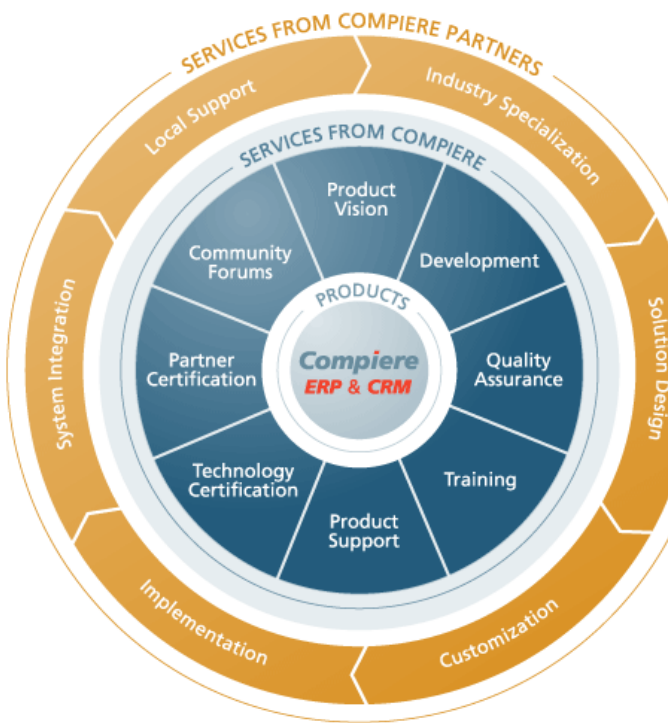 SERVICES FROM COMPIERE PARTNERS
Local Support
Industry Specialization
Solution Design
Customization
Implementation
System Integration
SERVICES FROM COMPIERE
Product
Vision
Development
Quality
Assurance
Training
Product
Support
Technology
Certification
Partner
Certification
Community
Forums
PRODUCTS
Compiere
ERP & CRM